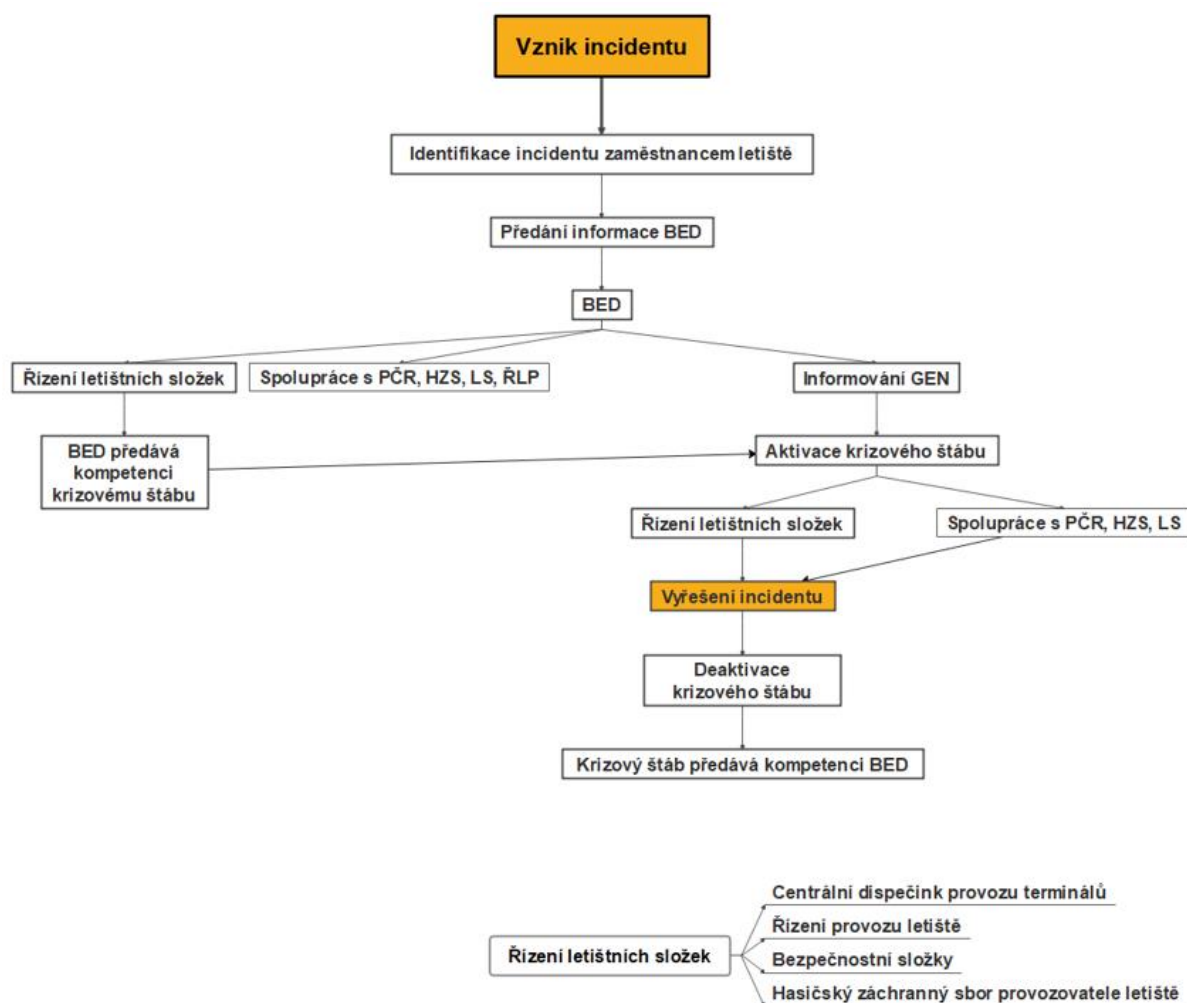 Vznik incidentu
Identifikace incidentu zaměstnancem letiště
Předání informace BED
BED
Řízení letištních složek
Spolupráce s PČR, HZS, LS, ŘLP
Informování GEN
BED předává
kompetenci
krizovému štábu
Aktivace krizového štábu
Řízení letištních složek
Spolupráce s PČR, HZS, LS
Vyřešení incidentu
Deaktivace
krizového štábu
Krizový štáb předává kompetenci BED
Řízení letištních složek
Centrální dispečink provozu terminálů
Řízení provozu letiště
Bezpečnostní složky
Hasičský záchranný sbor provozovatele letiště